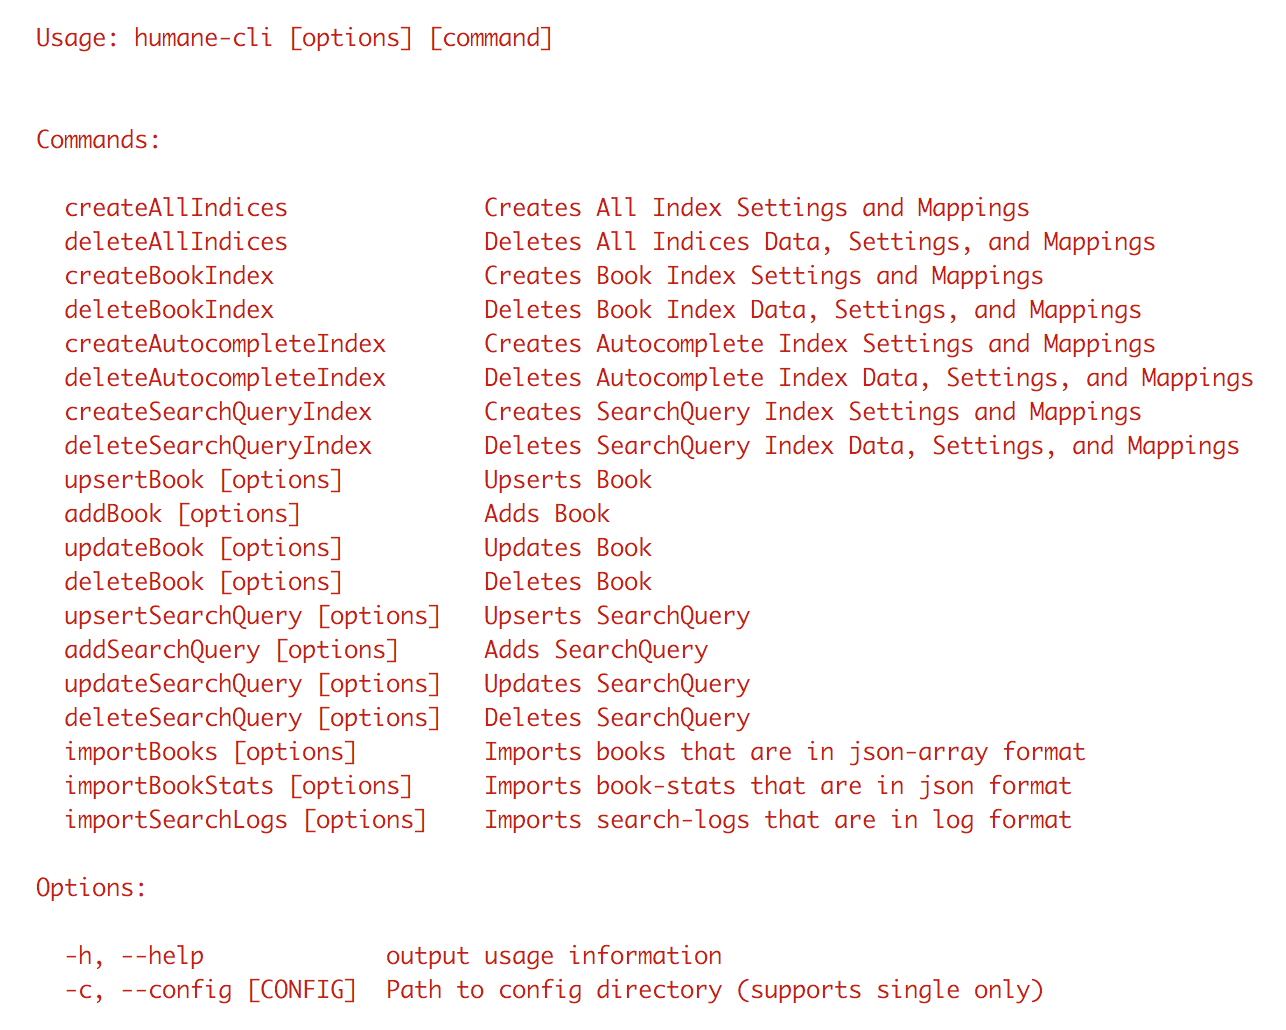 Usage: humane-cli [options] [command]
Commands:
createAllIndices Creates All Index Settings and Mappings
deleteAllIndices Deletes All Indices Data, Settings, and Mappings
createBookIndex Creates Book Index Settings and Mappings
deleteBookIndex Deletes Book Index Data, Settings, and Mappings
createAutocompleteIndex Creates Autocomplete Index Settings and Mappings
deleteAutocompleteIndex Deletes Autocomplete Index Data, Settings, and Mappings
createSearchQueryIndex Creates SearchQuery Index Settings and Mappings
deleteSearchQueryIndex Deletes SearchQuery Index Data, Settings, and Mappings
upsertBook [options] Upserts Book
addBook [options] Adds Book
updateBook [options] Updates Book
deleteBook [options] Deletes Book
upsertSearchQuery [options] Upserts SearchQuery
addSearchQuery [options] Adds SearchQuery
updateSearchQuery [options] Updates SearchQuery
deleteSearchQuery [options] Deletes SearchQuery
importBooks [options] Imports books that are in json-array format
importBookStats [options] Imports book-stats that are in json format
importSearchLogs [options] Imports search-logs that are in log format
Options:
-h, --help output usage information
-c, --config [CONFIG] Path to config directory (supports single only)